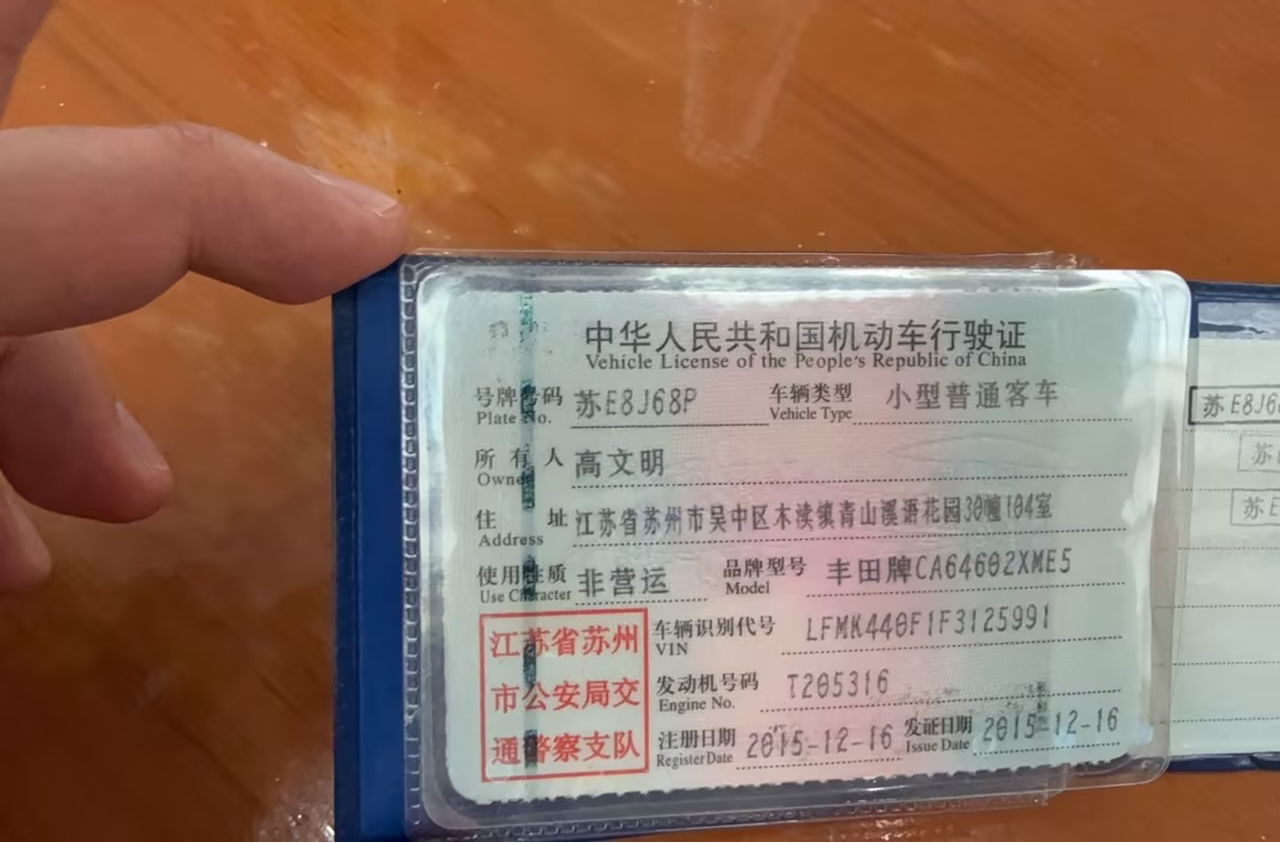 中华人民共和国机动车行驶证
Vehicle License of the People's Republic of China
号牌号码 苏E8J68P 车辆类型 小型普通客车
Plate No. Vehicle Type
所有人 高文明
Owner
住址 江苏省苏州市吴中区木渎镇青山溪语花园30幢104室
Address
使用性质 非营运 品牌型号 丰田牌CA64602XME5
Use Character Model
江苏省苏州
市公安局交
通警察支队
车辆识别代号 LFMK440F1F3125991
VIN
发动机号码 T205316
Engine No.
注册日期 2015-12-16 发证日期 2015-12-16
Register Date Issue Date
苏E8J6
苏
苏E